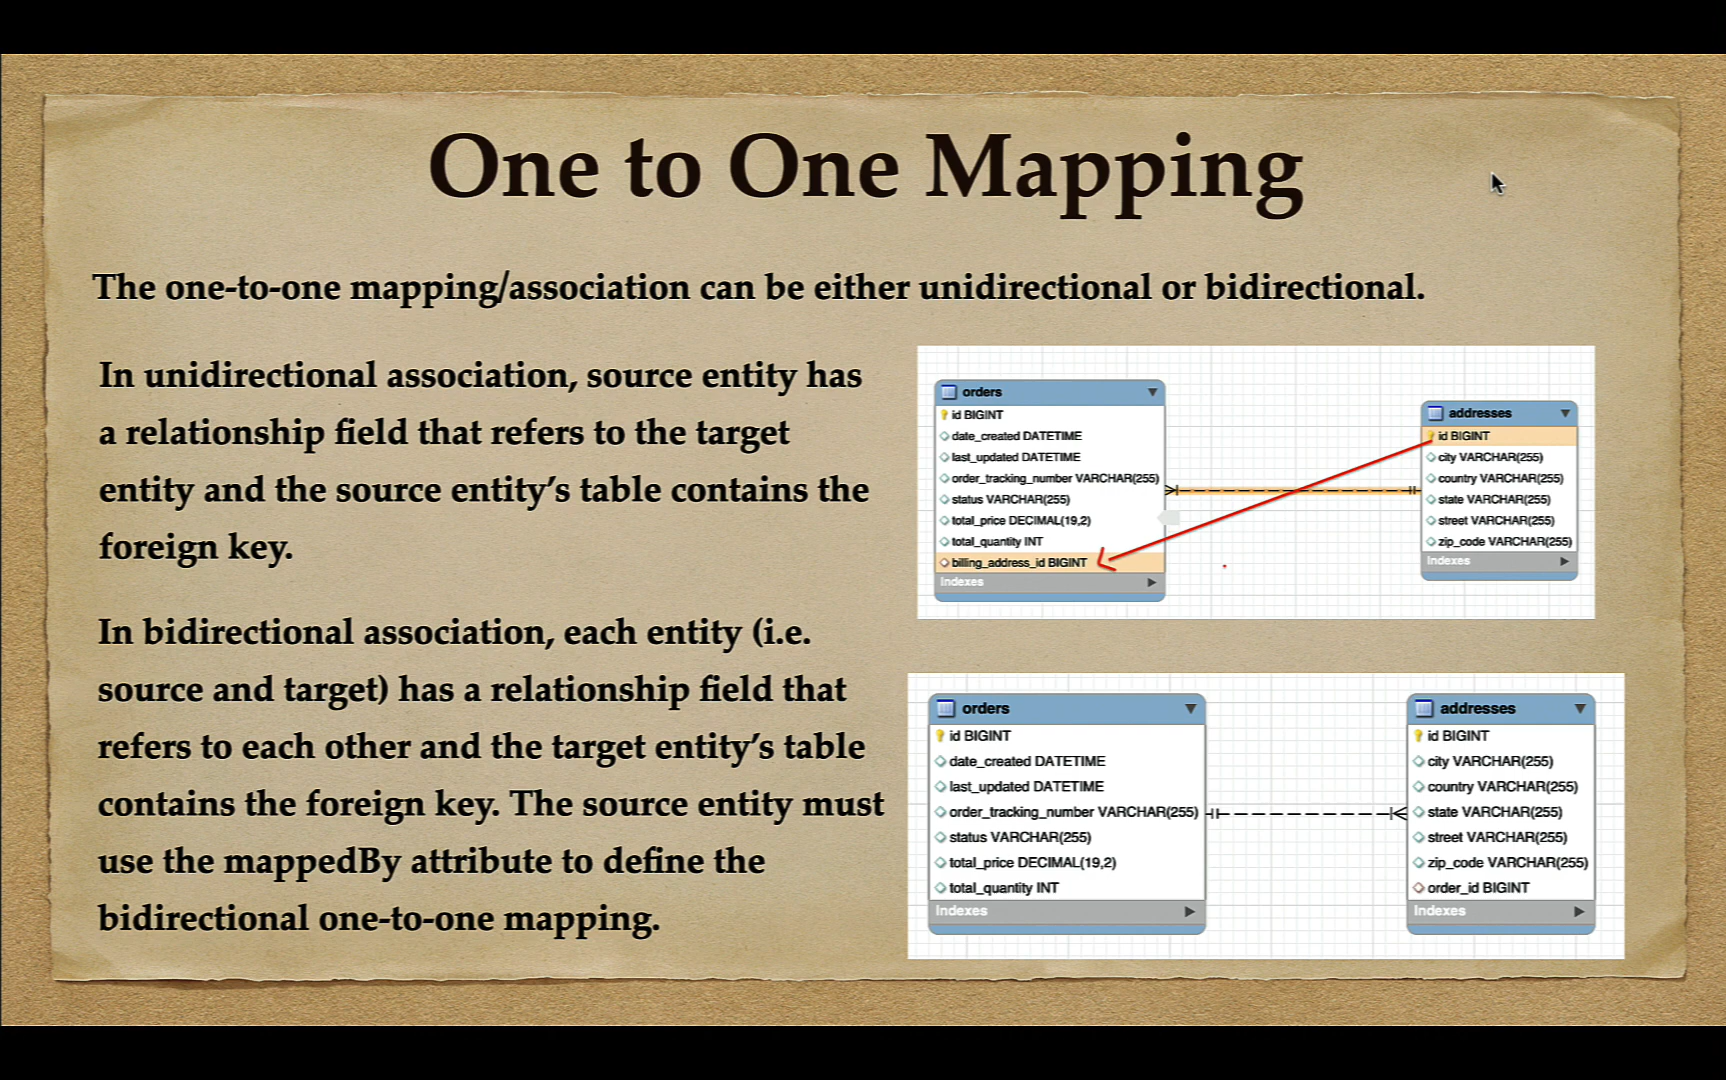 One to One Mapping
The one-to-one mapping/association can be either unidirectional or bidirectional.
In unidirectional association, source entity has
a relationship field that refers to the target
entity and the source entity's table contains the
foreign key.
orders
id BIGINT
date_created DATETIME
last_updated DATETIME
order_tracking_number VARCHAR(255)
status VARCHAR(255)
total_price DECIMAL(19,2)
total_quantity INT
billing_address_id BIGINT
Indexes
addresses
id BIGINT
city VARCHAR(255)
country VARCHAR(255)
state VARCHAR(255)
street VARCHAR(255)
zip_code VARCHAR(255)
Indexes
In bidirectional association, each entity (i.e.
source and target) has a relationship field that
refers to each other and the target entity's table
contains the foreign key. The source entity must
use the mappedBy attribute to define the
bidirectional one-to-one mapping.
orders
id BIGINT
date_created DATETIME
last_updated DATETIME
order_tracking_number VARCHAR(255)
status VARCHAR(255)
total_price DECIMAL(19,2)
total_quantity INT
Indexes
addresses
id BIGINT
city VARCHAR(255)
country VARCHAR(255)
state VARCHAR(255)
street VARCHAR(255)
zip_code VARCHAR(255)
order_id BIGINT
Indexes